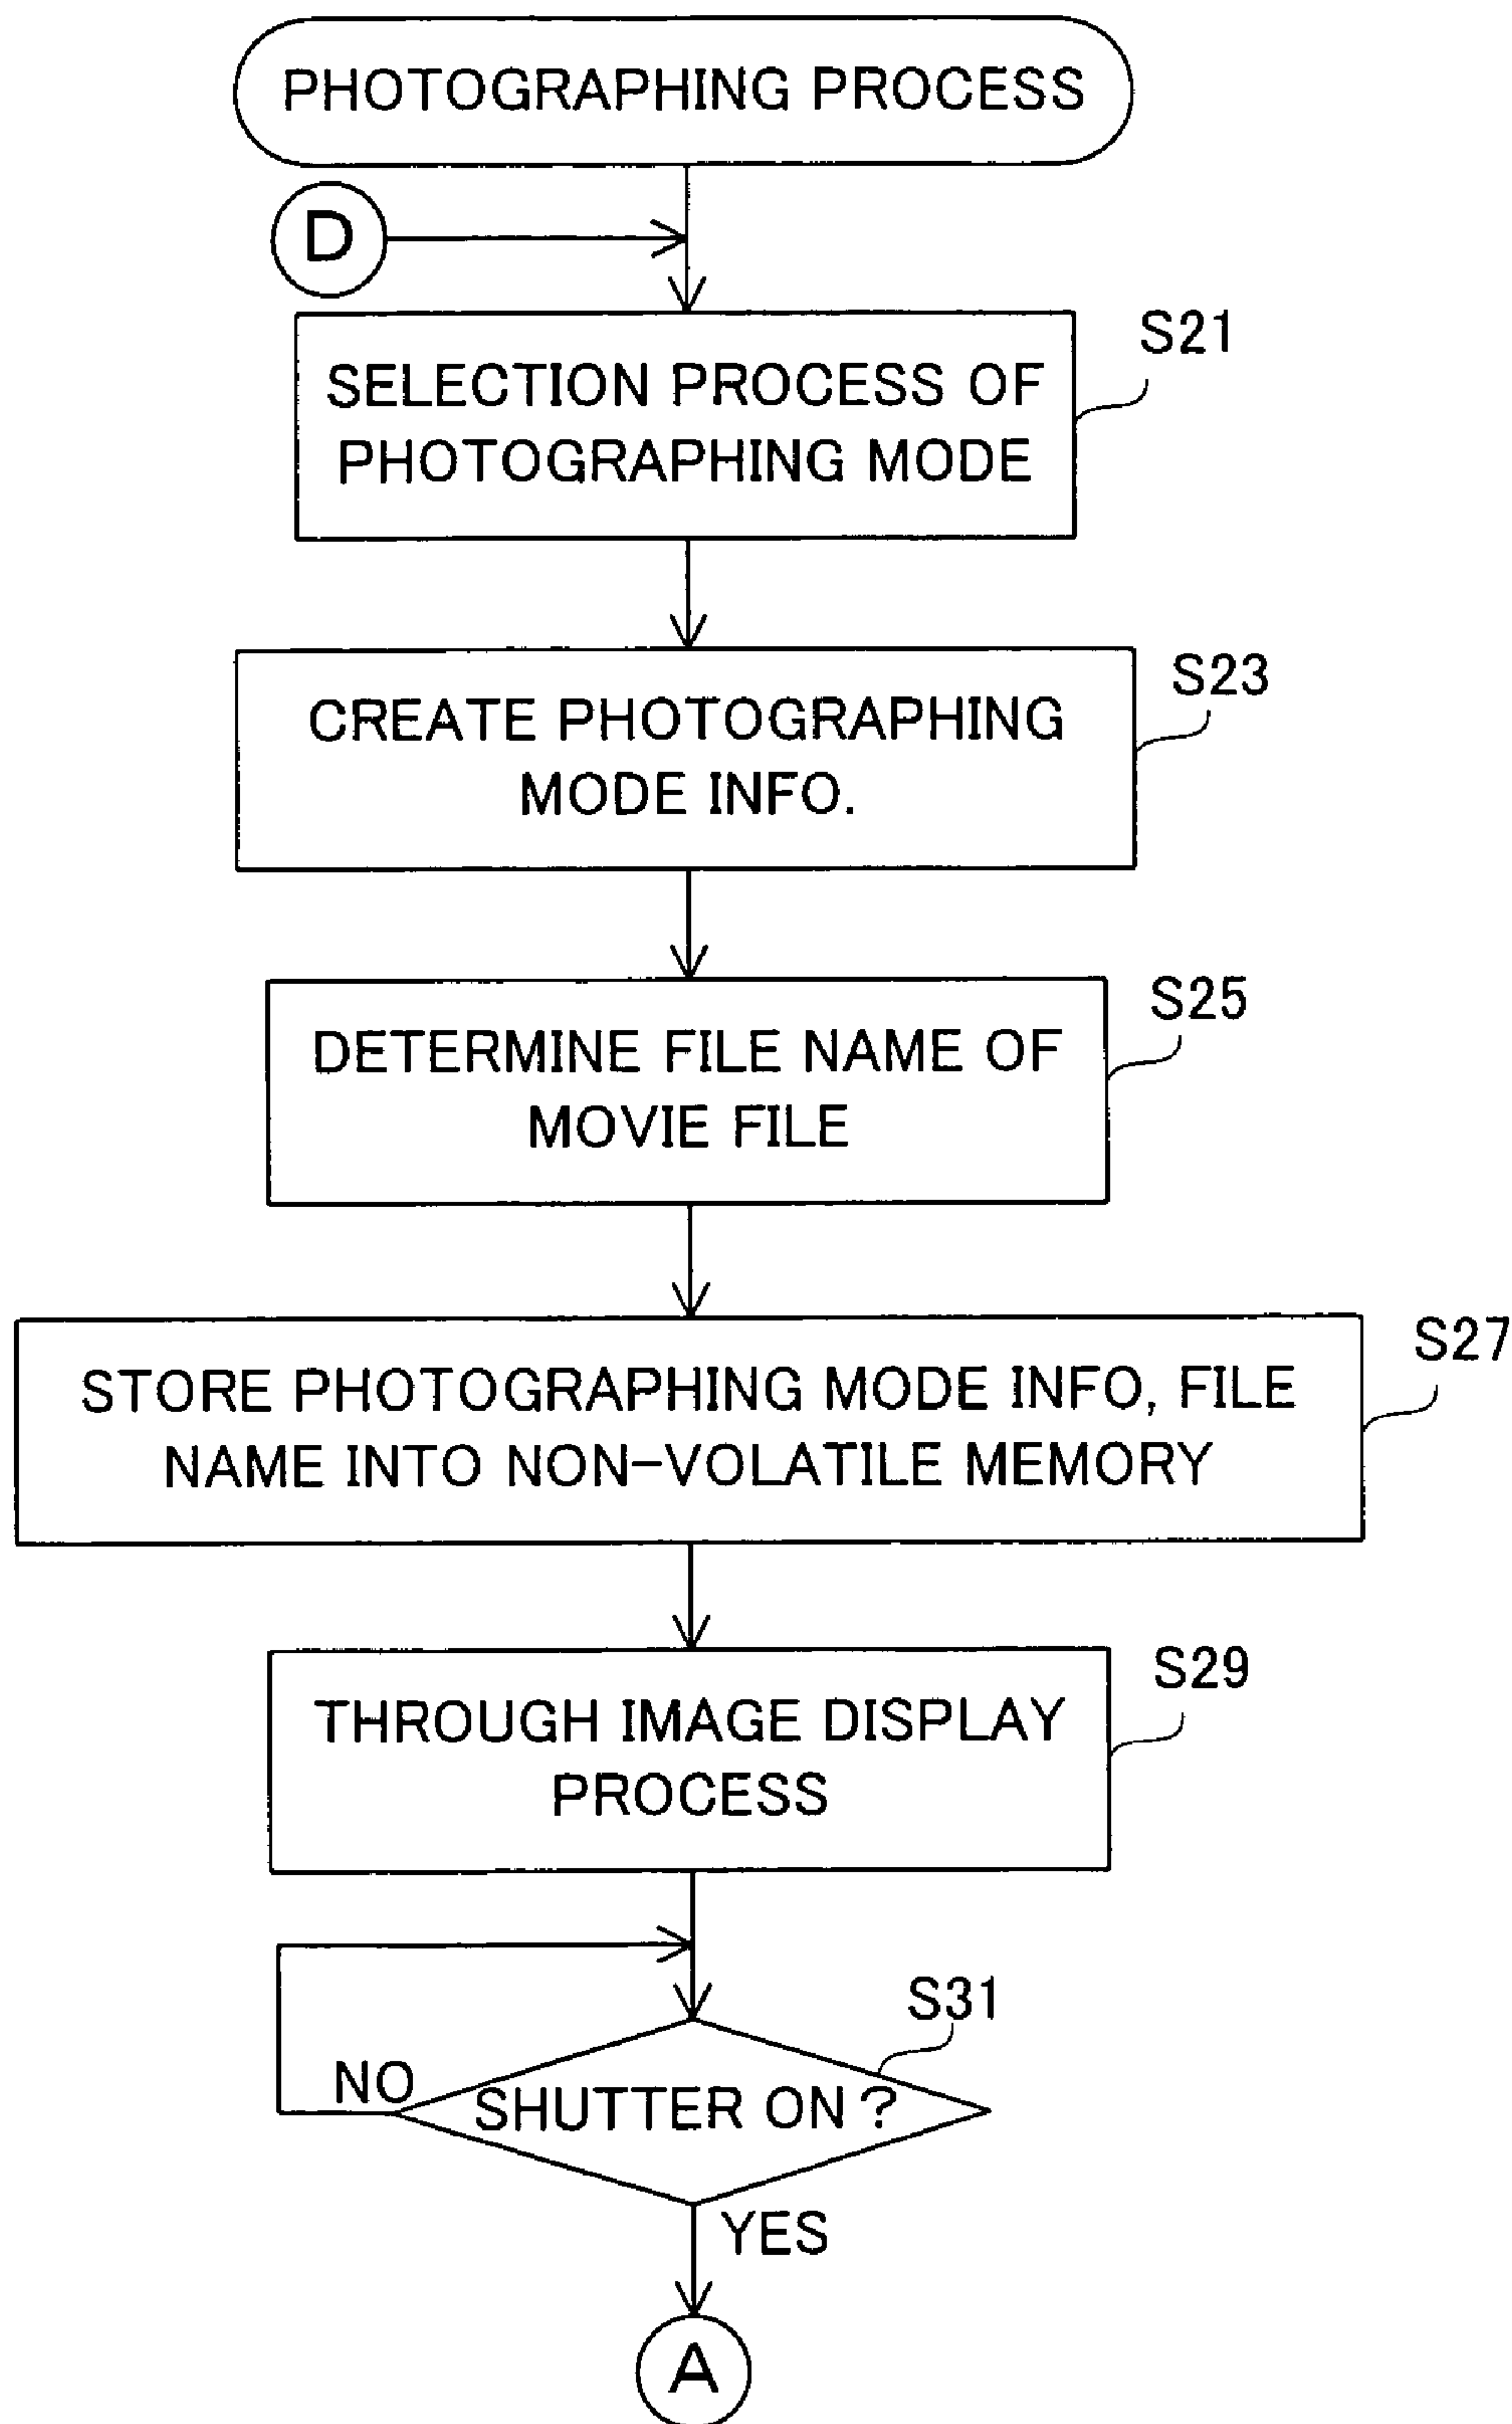 PHOTOGRAPHING PROCESS
D
S21
SELECTION PROCESS OF
PHOTOGRAPHING MODE
S23
CREATE PHOTOGRAPHING
MODE INFO.
S25
DETERMINE FILE NAME OF
MOVIE FILE
S27
STORE PHOTOGRAPHING MODE INFO, FILE
NAME INTO NON-VOLATILE MEMORY
S29
THROUGH IMAGE DISPLAY
PROCESS
S31
NO
SHUTTER ON?
YES
A